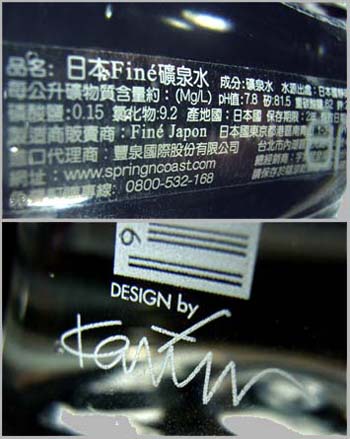 品名: 日本Finé礦泉水 成分: 礦泉水 水源出處: 日本
每公升礦物質含量約: (Mg/L) pH值: 7.8 矽: 81.5
磷酸鹽: 0.15 氯化物: 9.2 產地國: 日本國 保存期限: 2年
製造商販賣商: Finé Japon 日本國東京都港區南青
進口代理商: 豐泉國際股份有限公司 台北市內湖
網址: www.springncoast.com
專線: 0800-532-168
DESIGN by